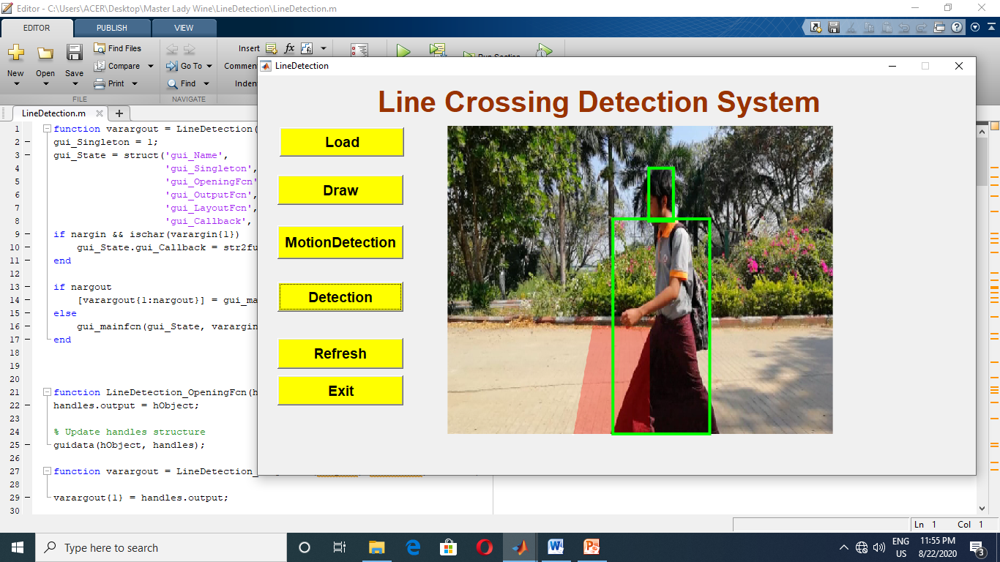 Editor - C:\Users\ACER\Desktop\Master Lady Wine\LineDetection\LineDetection.m
EDITOR PUBLISH VIEW
New
Open
Save
Find Files
Compare
Print
Go To
Find
Insert
fx
Commen
Inden
FILE
NAVIGATE
LineDetection.m
1 function varargout = LineDetection(
2 gui_Singleton = 1;
3 gui_State = struct('gui_Name',
4 'gui_Singleton',
5 'gui_OpeningFcn'
6 'gui_OutputFcn',
7 'gui_LayoutFcn',
8 'gui_Callback',
9 if nargin && ischar(varargin{1})
10 gui_State.gui_Callback = str2fu
11 end
12
13 if nargout
14 [varargout{1:nargout}] = gui_ma
15 else
16 gui_mainfcn(gui_State, varargin
17 end
18
19
20
21 function LineDetection_OpeningFcn(h
22 handles.output = hObject;
23
24 % Update handles structure
25 guidata(hObject, handles);
26
27 function varargout = LineDetection_
28
29 varargout{1} = handles.output;
30
LineDetection
Line Crossing Detection System
Load
Draw
MotionDetection
Detection
Refresh
Exit
Ln 1 Col 1
Type here to search
ENG
US
11:55 PM
8/22/2020
3